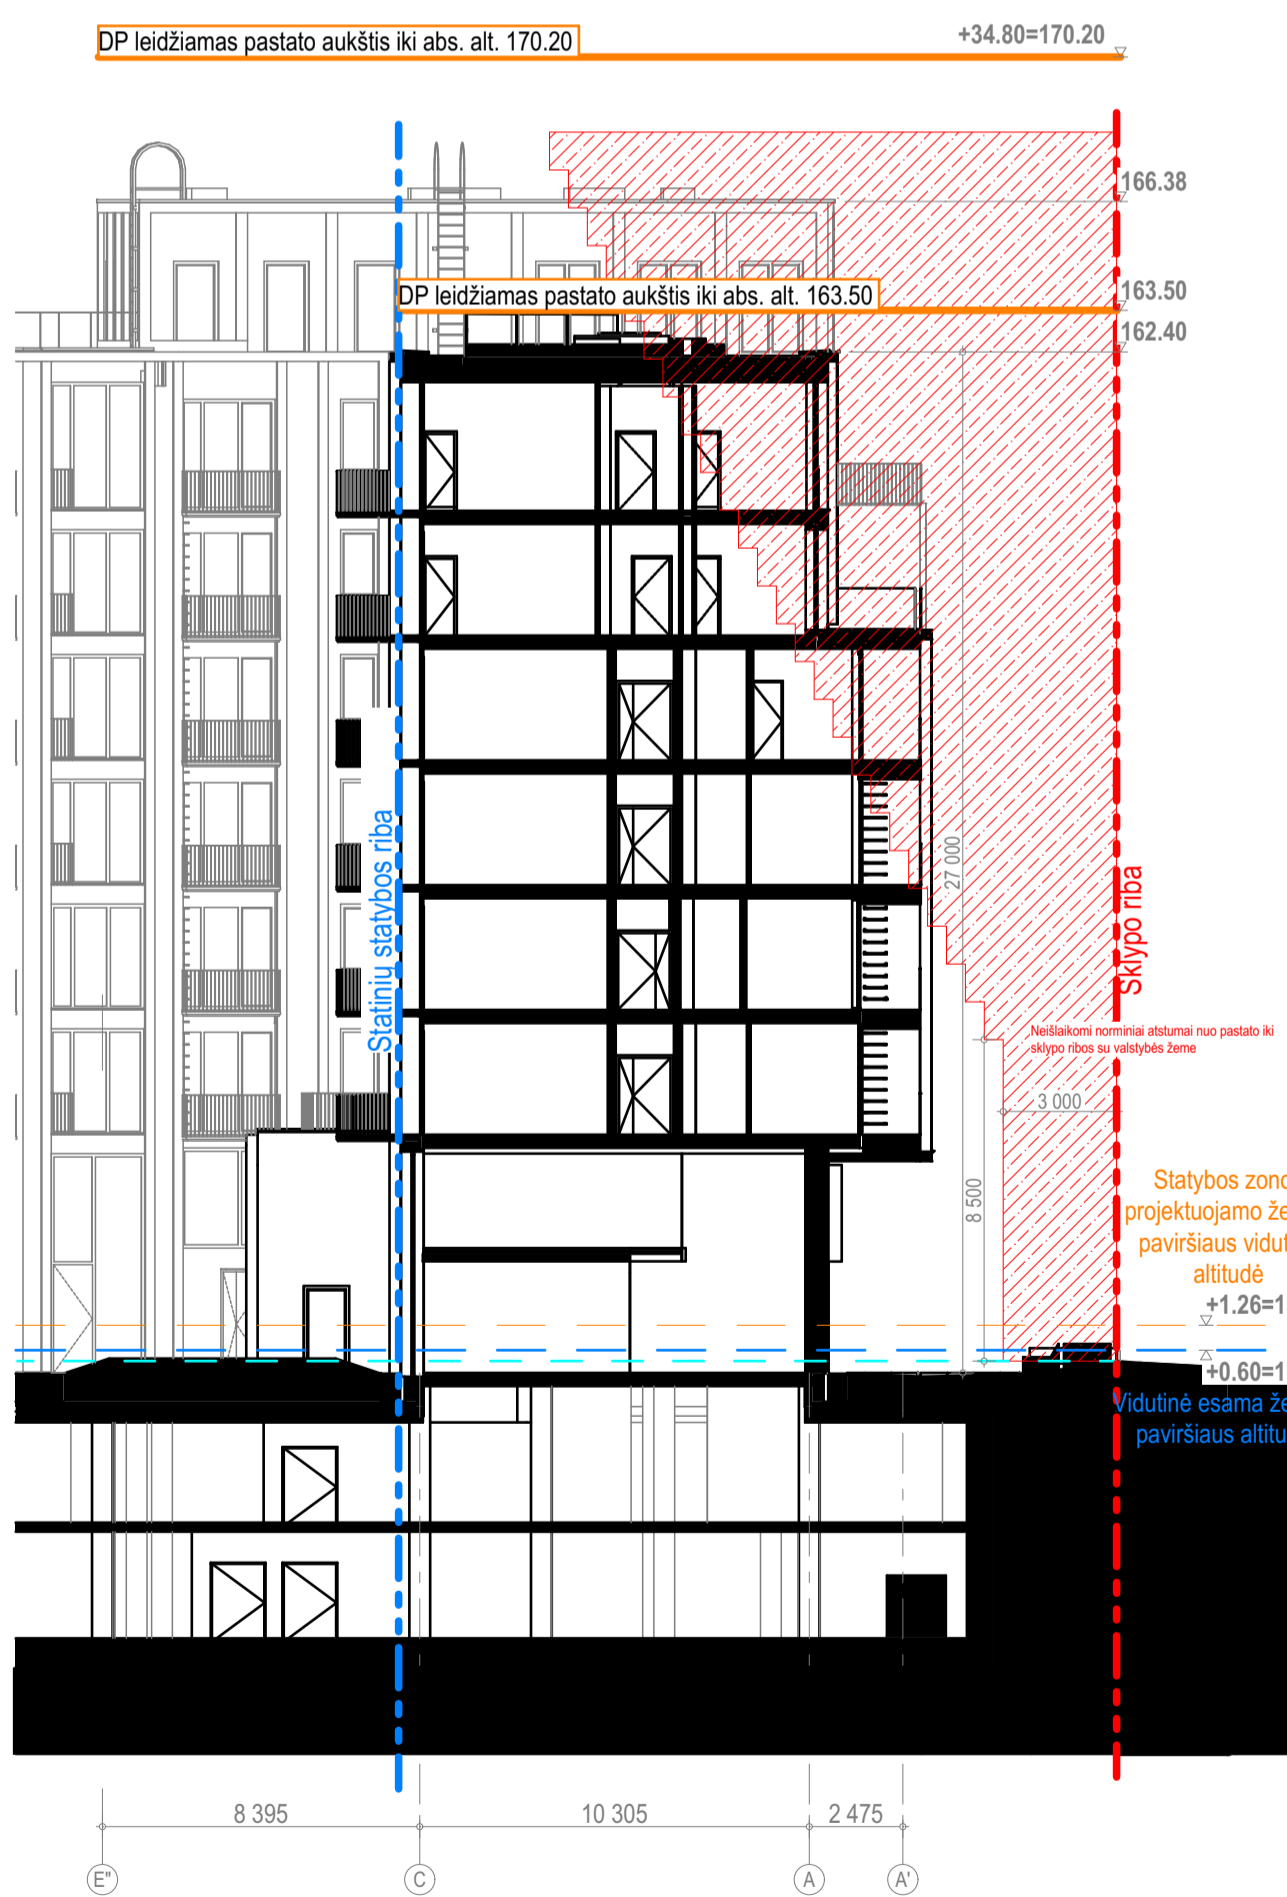 DP leidžiamas pastato aukštis iki abs. alt. 170.20
+34.80=170.20
166.38
DP leidžiamas pastato aukštis iki abs. alt. 163.50
163.50
162.40
27 000
Statinių statybos riba
Sklypo riba
Neišlaikomi norminiai atstumai nuo pastato iki
sklypo ribos su valstybės žeme
3 000
8 500
Statybos zono
projektuojamo že
paviršiaus vidut
altitudė
+1.26=1
+0.60=1
Vidutinė esama že
paviršiaus altitu
8 395
10 305
2 475
E"
C
A
A'